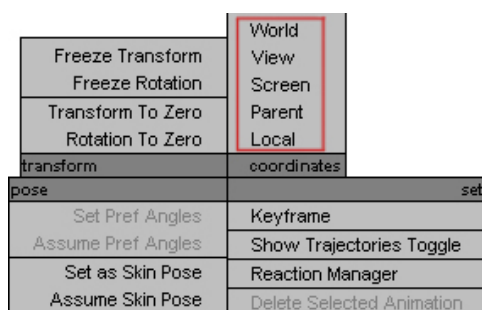 World
Freeze Transform View
Freeze Rotation Screen
Transform To Zero Parent
Rotation To Zero Local
transform coordinates
pose set
Set Pref Angles Keyframe
Assume Pref Angles Show Trajectories Toggle
Set as Skin Pose Reaction Manager
Assume Skin Pose Delete Selected Animation